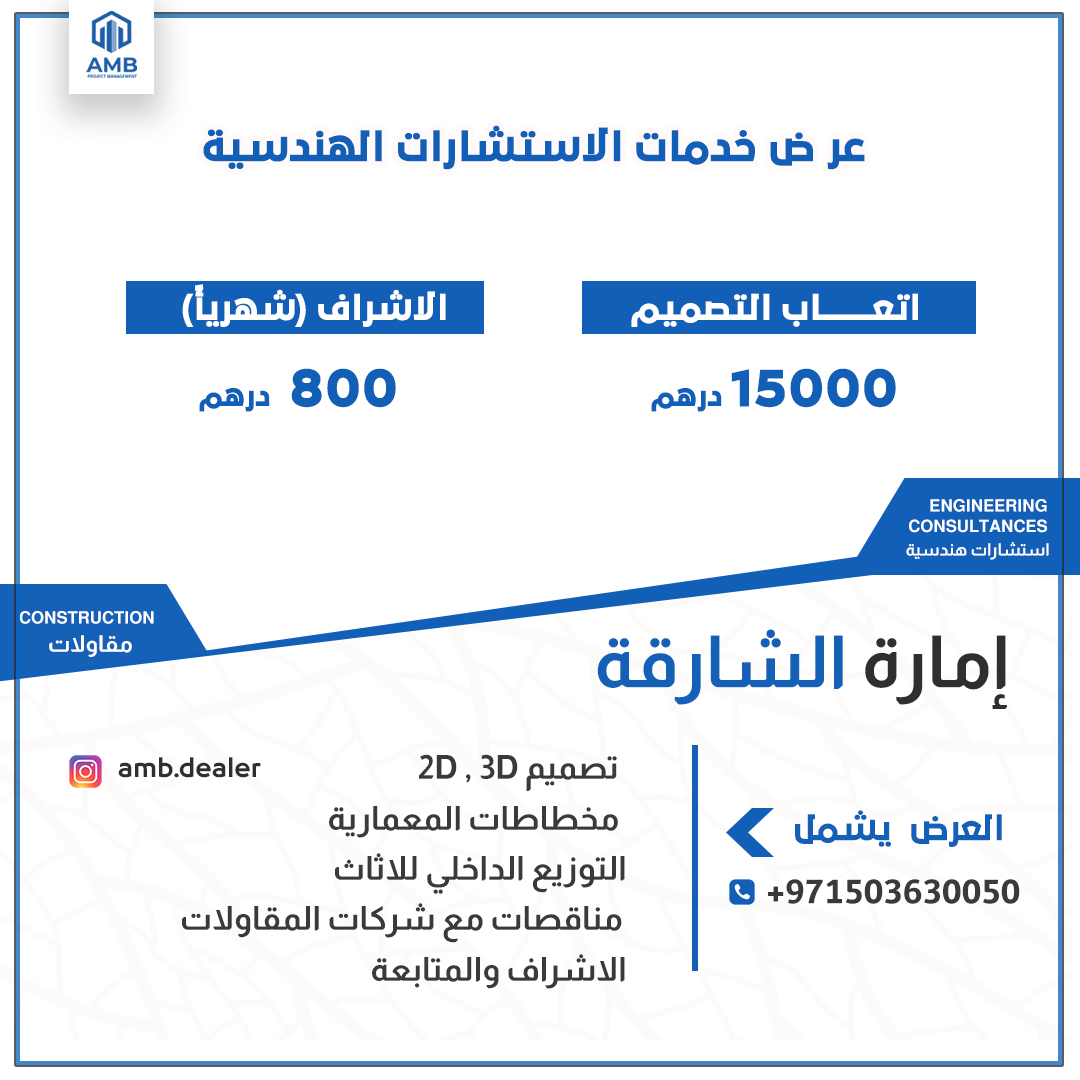 AMB
PROJECT MANAGEMENT
عر ض خدمات الاستشارات الهندسية
اتعـــــاب التصميم
15000 درهم
الاشراف (شهرياً)
800 درهم
ENGINEERING
CONSULTANCES
استشارات هندسية
CONSTRUCTION
مقاولات
إمارة الشارقة
العرض يشمل
+971503630050
تصميم 2D , 3D
مخططاطات المعمارية
التوزيع الداخلي للاثاث
مناقصات مع شركات المقاولات
الاشراف والمتابعة
amb.dealer